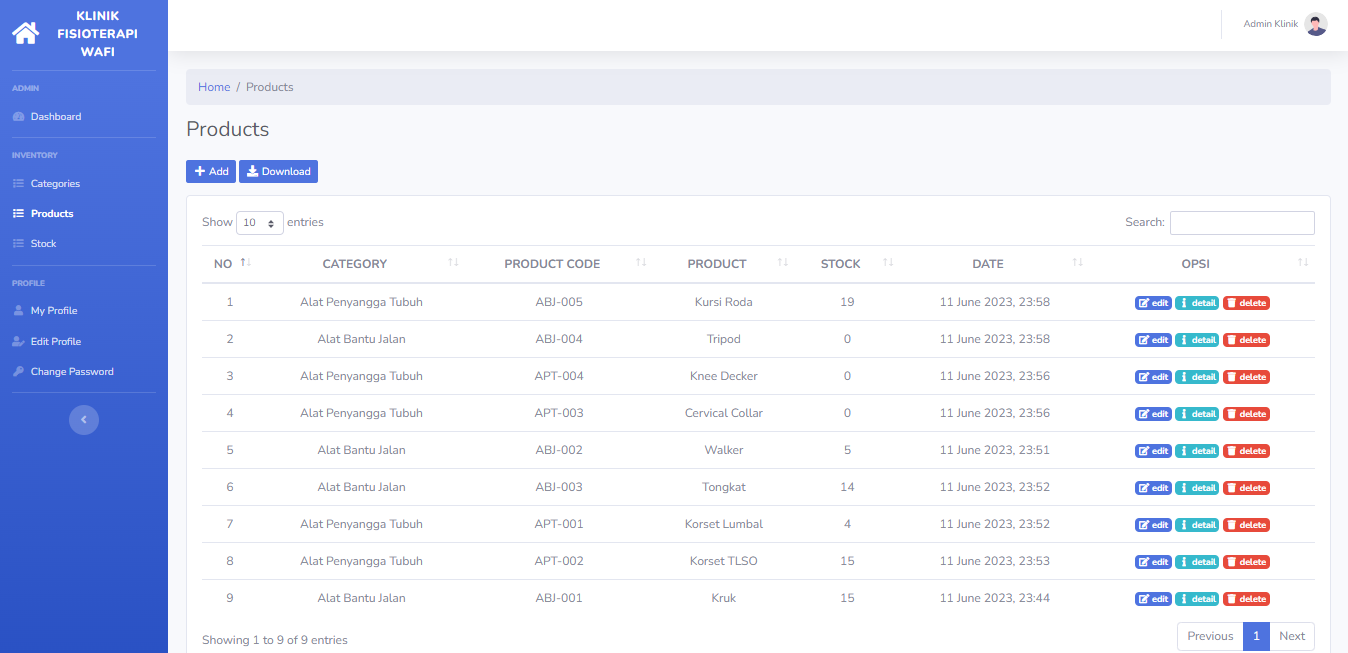 KLINIK
FISIOTERAPI
WAFI
Admin Klinik
ADMIN
Dashboard
INVENTORY
Categories
Products
Stock
PROFILE
My Profile
Edit Profile
Change Password
Home / Products
Products
Add Download
Show 10 entries Search:
NO CATEGORY PRODUCT CODE PRODUCT STOCK DATE OPSI
1 Alat Penyangga Tubuh ABJ-005 Kursi Roda 19 11 June 2023, 23:58 edit detail delete
2 Alat Bantu Jalan ABJ-004 Tripod 0 11 June 2023, 23:58 edit detail delete
3 Alat Penyangga Tubuh APT-004 Knee Decker 0 11 June 2023, 23:56 edit detail delete
4 Alat Penyangga Tubuh APT-003 Cervical Collar 0 11 June 2023, 23:56 edit detail delete
5 Alat Bantu Jalan ABJ-002 Walker 5 11 June 2023, 23:51 edit detail delete
6 Alat Bantu Jalan ABJ-003 Tongkat 14 11 June 2023, 23:52 edit detail delete
7 Alat Penyangga Tubuh APT-001 Korset Lumbal 4 11 June 2023, 23:52 edit detail delete
8 Alat Penyangga Tubuh APT-002 Korset TLSO 15 11 June 2023, 23:53 edit detail delete
9 Alat Bantu Jalan ABJ-001 Kruk 15 11 June 2023, 23:44 edit detail delete
Showing 1 to 9 of 9 entries Previous 1 Next